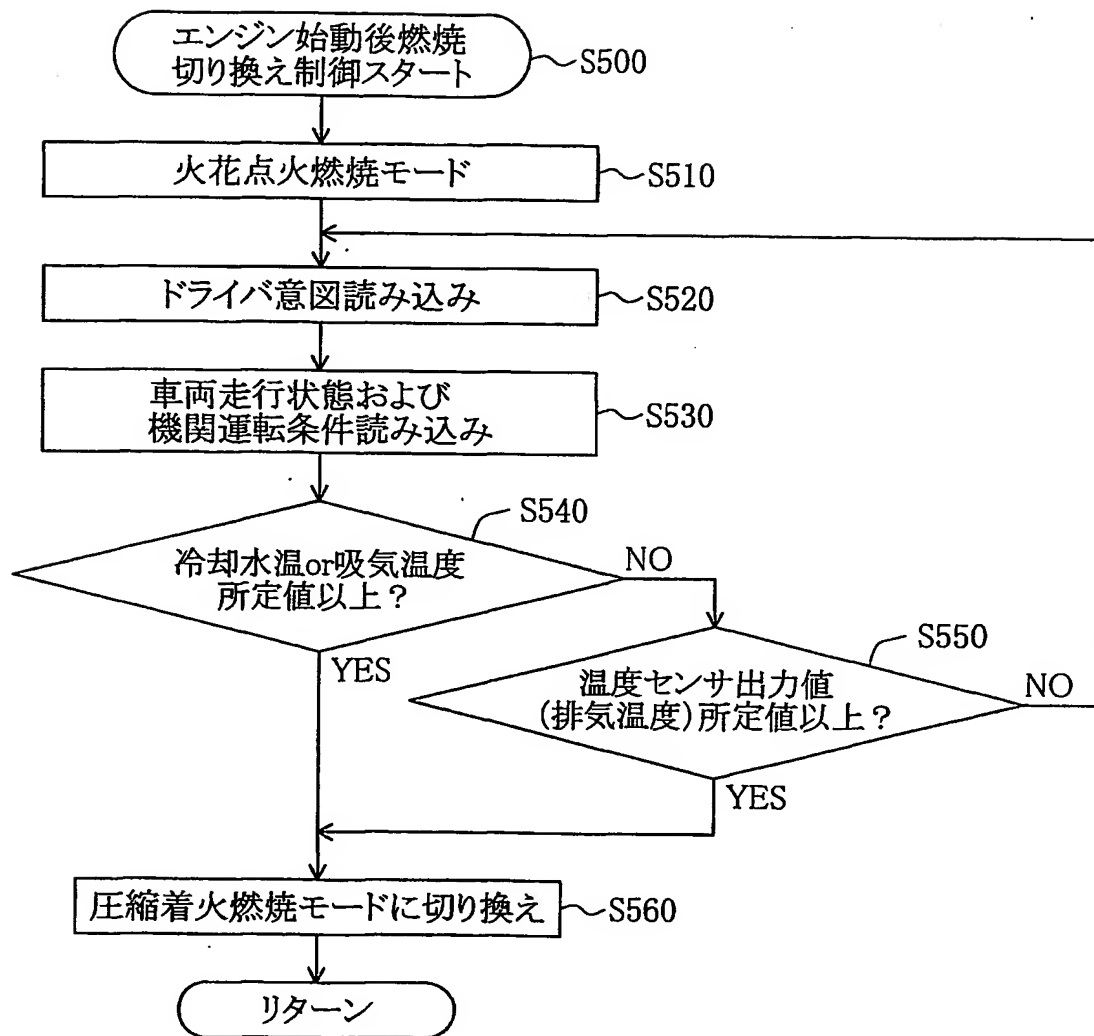 エンジン始動後燃焼
切り換え制御スタート
S500
火花点火燃焼モード
S510
ドライバ意図読み込み
S520
車両走行状態および
機関運転条件読み込み
S530
S540
冷却水温or吸気温度
所定値以上?
NO
YES
S550
温度センサ出力値
(排気温度)所定値以上?
NO
YES
圧縮着火燃焼モードに切り換え
S560
リターン